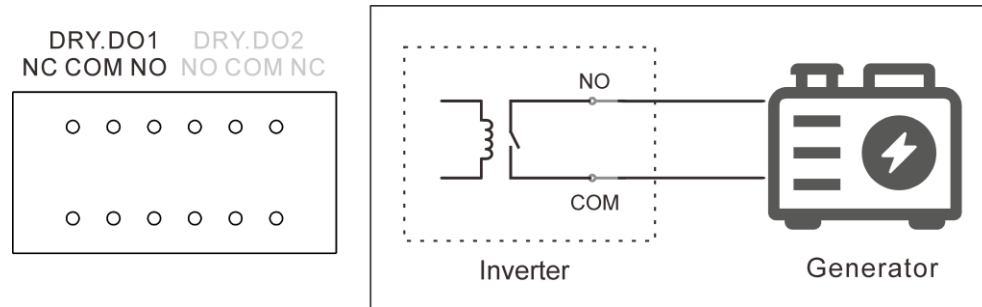 DRY.DO1 DRY.DO2
NC COM NO NO COM NC
NO
COM
Inverter
Generator